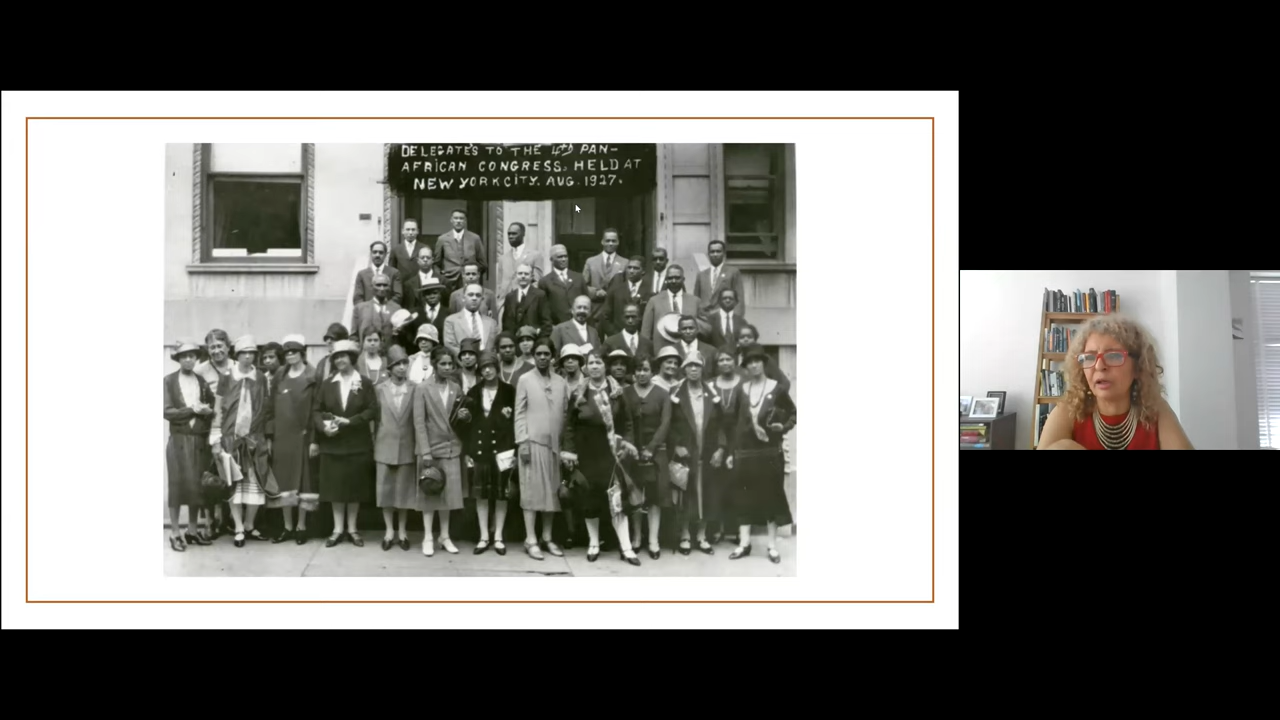 DELEGATES TO THE 4TH PAN-
AFRICAN CONGRESS. HELD AT
NEW YORK CITY. AUG. 1927.